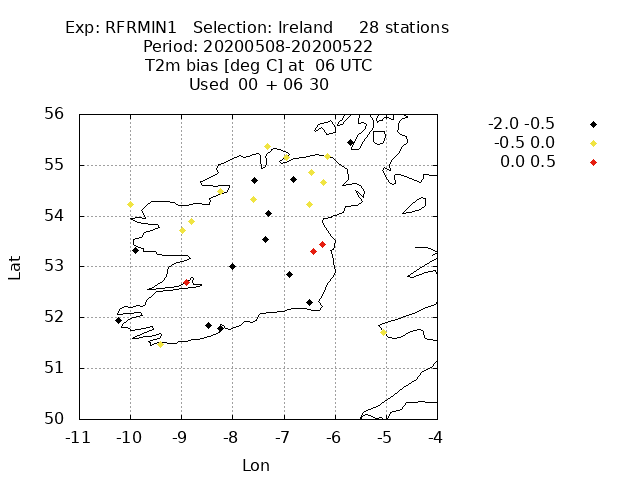 Exp: RFRMIN1   Selection: Ireland     28 stations
Period: 20200508-20200522
T2m bias [deg C] at  06 UTC
Used  00 + 06 30
-2.0 -0.5
-0.5 0.0
0.0 0.5
56
55
54
53
52
51
50
Lat
-11 -10 -9 -8 -7 -6 -5 -4
Lon